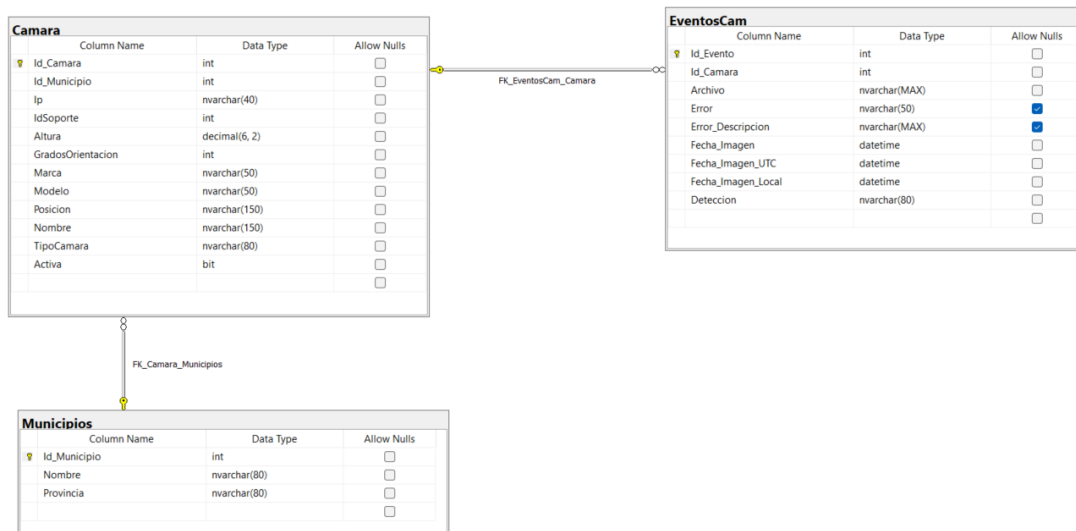 Camara
Column Name Data Type Allow Nulls
Id_Camara int
Id_Municipio int
Ip nvarchar(40)
IdSoporte int
Altura decimal(6, 2)
GradosOrientacion int
Marca nvarchar(50)
Modelo nvarchar(50)
Posicion nvarchar(150)
Nombre nvarchar(150)
TipoCamara nvarchar(80)
Activa bit
FK_EventosCam_Camara
EventosCam
Column Name Data Type Allow Nulls
Id_Evento int
Id_Camara int
Archivo nvarchar(MAX)
Error nvarchar(50)
Error_Descripcion nvarchar(MAX)
Fecha_Imagen datetime
Fecha_Imagen_UTC datetime
Fecha_Imagen_Local datetime
Deteccion nvarchar(80)
FK_Camara_Municipios
Municipios
Column Name Data Type Allow Nulls
Id_Municipio int
Nombre nvarchar(80)
Provincia nvarchar(80)